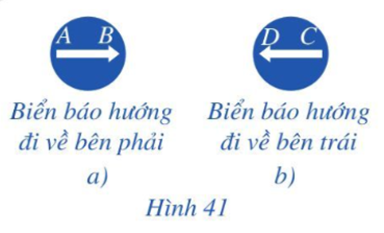 A B
D C
Biển báo hướng
đi về bên phải
a)
Biển báo hướng
đi về bên trái
b)
Hình 41